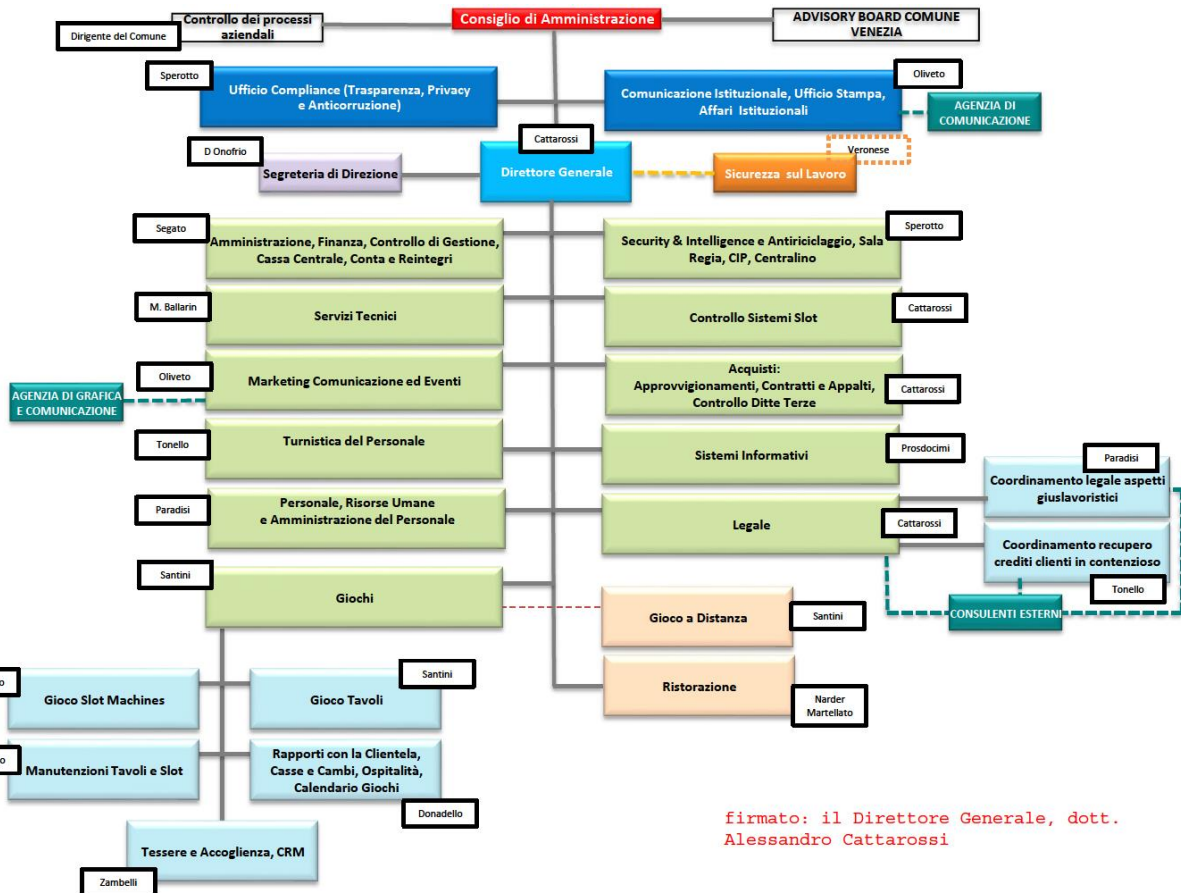 Controllo dei processi
aziendali
Dirigente del Comune
Consiglio di Amministrazione
ADVISORY BOARD COMUNE
VENEZIA
Sperotto
Ufficio Compliance (Trasparenza, Privacy
e Anticorruzione)
Oliveto
Comunicazione Istituzionale, Ufficio Stampa,
Affari Istituzionali
AGENZIA DI
COMUNICAZIONE
Cattarossi
Direttore Generale
D Onofrio
Segreteria di Direzione
Veronese
Sicurezza sul Lavoro
Segato
Amministrazione, Finanza, Controllo di Gestione,
Cassa Centrale, Conta e Reintegri
Sperotto
Security & Intelligence e Antiriciclaggio, Sala
Regia, CIP, Centralino
M. Ballarin
Servizi Tecnici
Cattarossi
Controllo Sistemi Slot
Oliveto
Marketing Comunicazione ed Eventi
AGENZIA DI GRAFICA
E COMUNICAZIONE
Acquisti:
Approvvigionamenti, Contratti e Appalti,
Controllo Ditte Terze
Cattarossi
Tonello
Turnistica del Personale
Prosdocimi
Sistemi Informativi
Paradisi
Personale, Risorse Umane
e Amministrazione del Personale
Legale
Cattarossi
Paradisi
Coordinamento legale aspetti
giuslavoristici
Coordinamento recupero
crediti clienti in contenzioso
Tonello
CONSULENTI ESTERNI
Santini
Giochi
Gioco a Distanza
Santini
Ristorazione
Narder
Martellato
Gioco Slot Machines
Santini
Gioco Tavoli
Manutenzioni Tavoli e Slot
Rapporti con la Clientela,
Casse e Cambi, Ospitalità,
Calendario Giochi
Donadello
Tessere e Accoglienza, CRM
Zambelli
firmato: il Direttore Generale, dott.
Alessandro Cattarossi